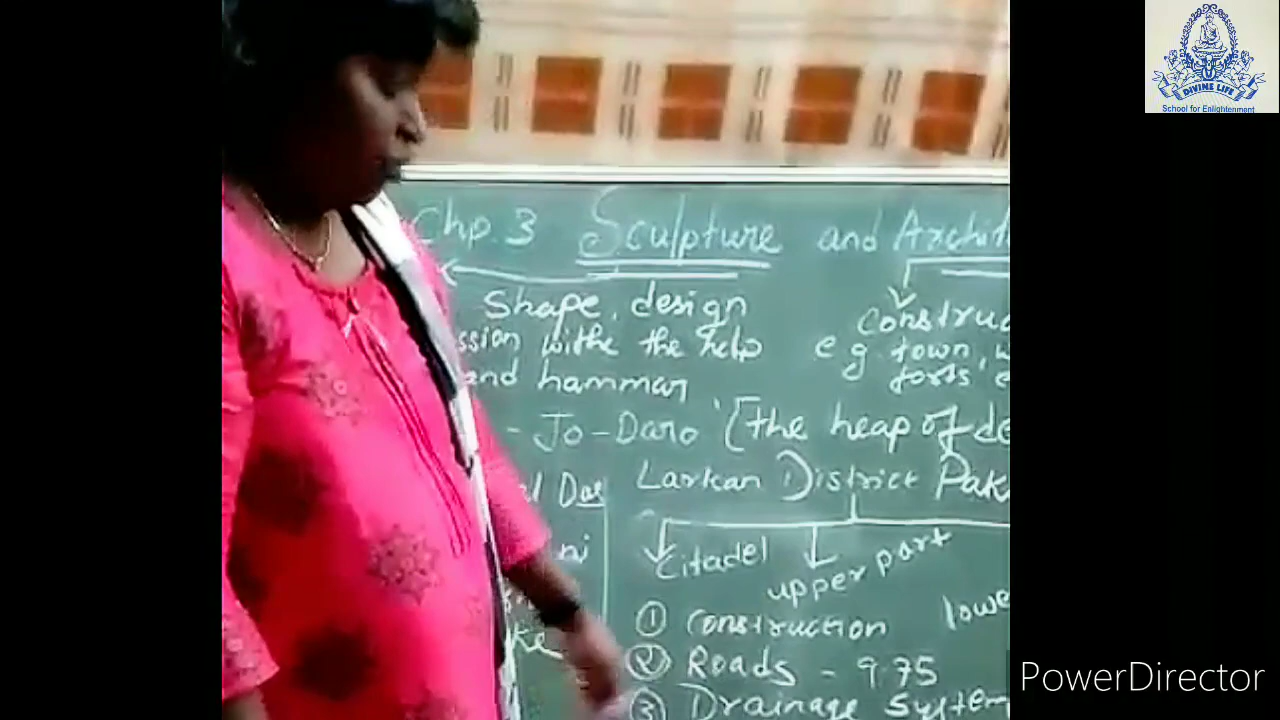 DIVINE LIFE
School for Enlightenment
Chp. 3 Sculpture and Archit
Shape, design
Construc
ssion withe the help
e g town, w
and hammar
forts e
- Jo - Daro [the heap of de
Larkan District Pak
Citadel
upper part
lowe
① Construction
② Roads - 9.75
③ Drainage System
PowerDirector